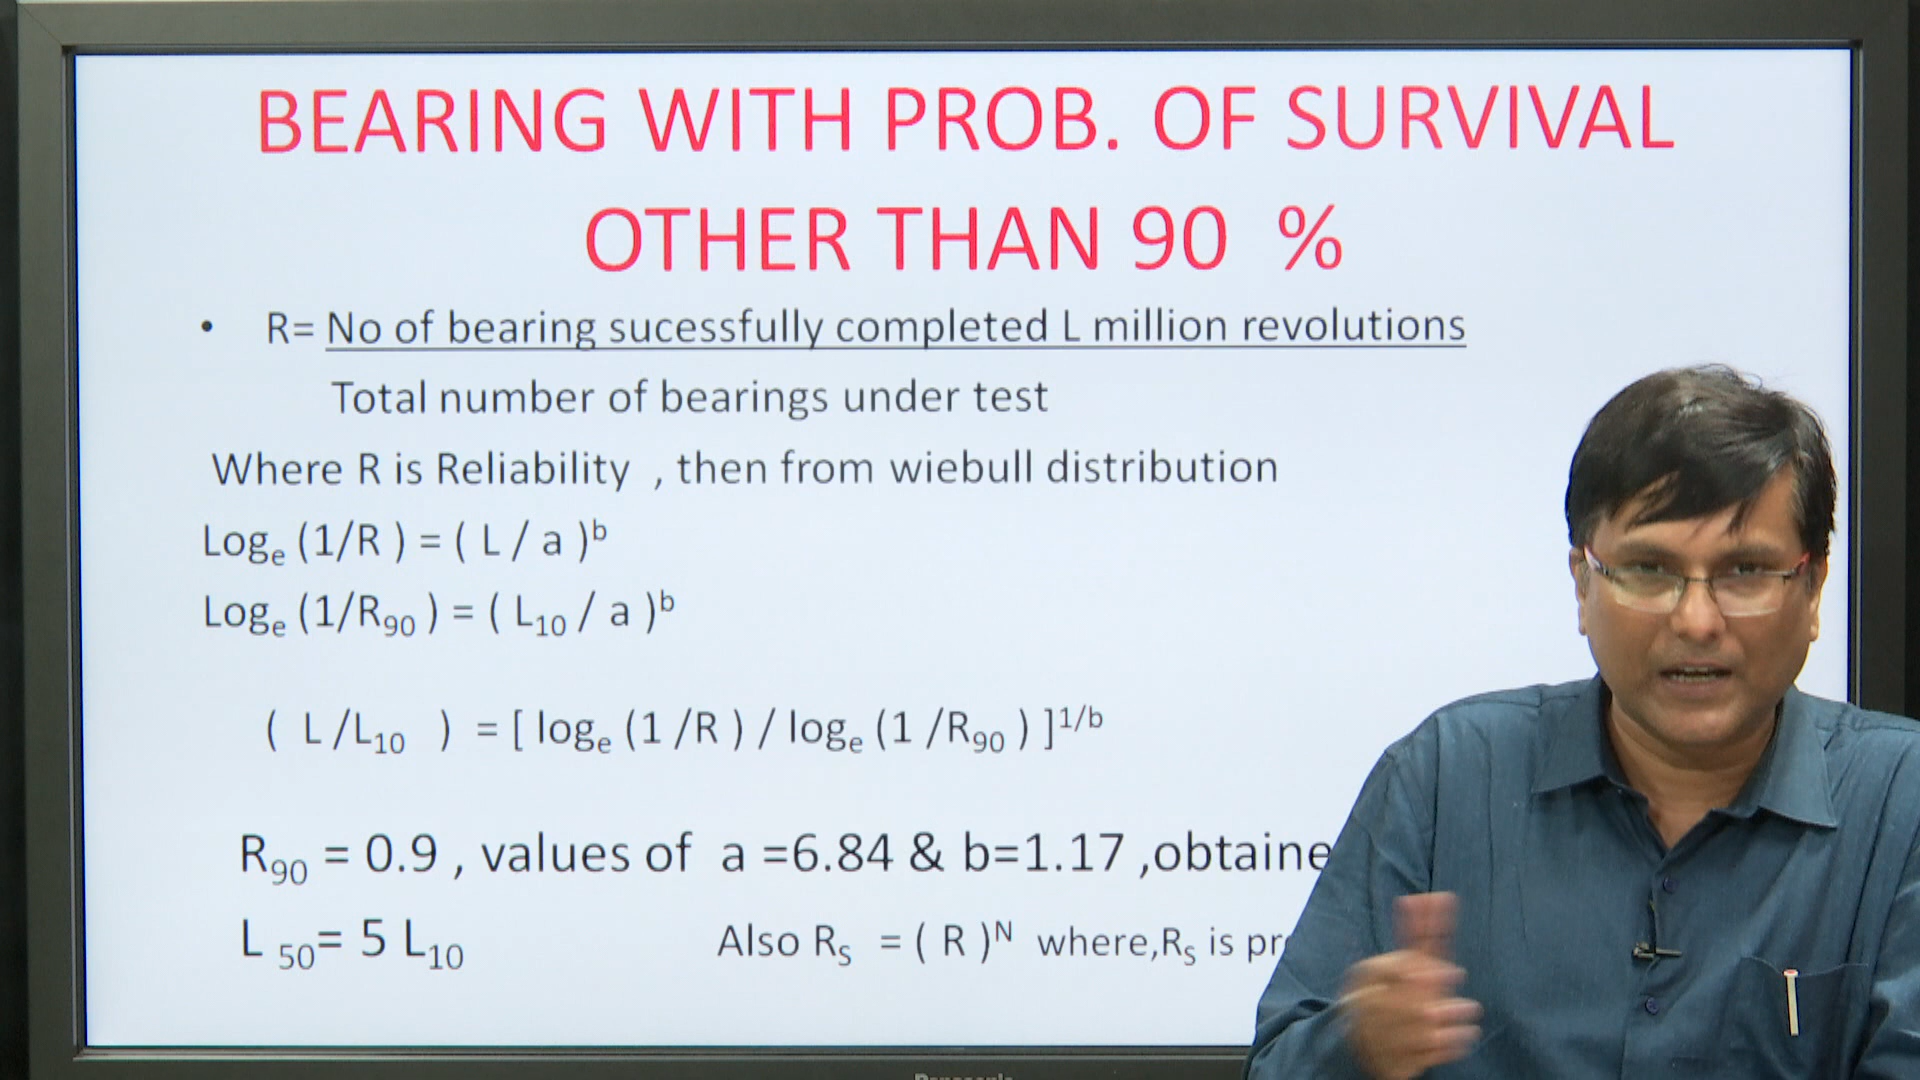 BEARING WITH PROB. OF SURVIVAL
OTHER THAN 90 %
• R= No of bearing sucessfully completed L million revolutions
Total number of bearings under test
Where R is Reliability , then from wiebull distribution
Logₑ (1/R ) = ( L / a )ᵇ
Logₑ (1/R₉₀ ) = ( L₁₀ / a )ᵇ
( L /L₁₀ ) = [ logₑ (1 /R ) / logₑ (1 /R₉₀ ) ]¹/ᵇ
R₉₀ = 0.9 , values of a =6.84 & b=1.17 ,obtaine
L ₅₀= 5 L₁₀ Also Rₛ = ( R )ᴺ where,Rₛ is